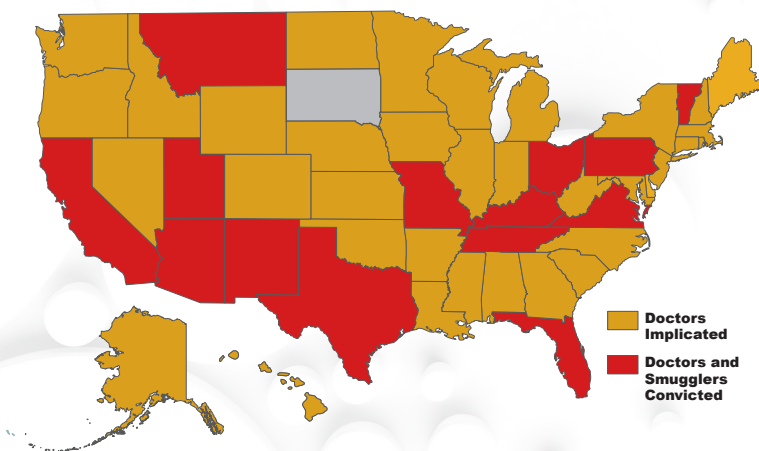 Doctors
Implicated
Doctors and
Smugglers
Convicted